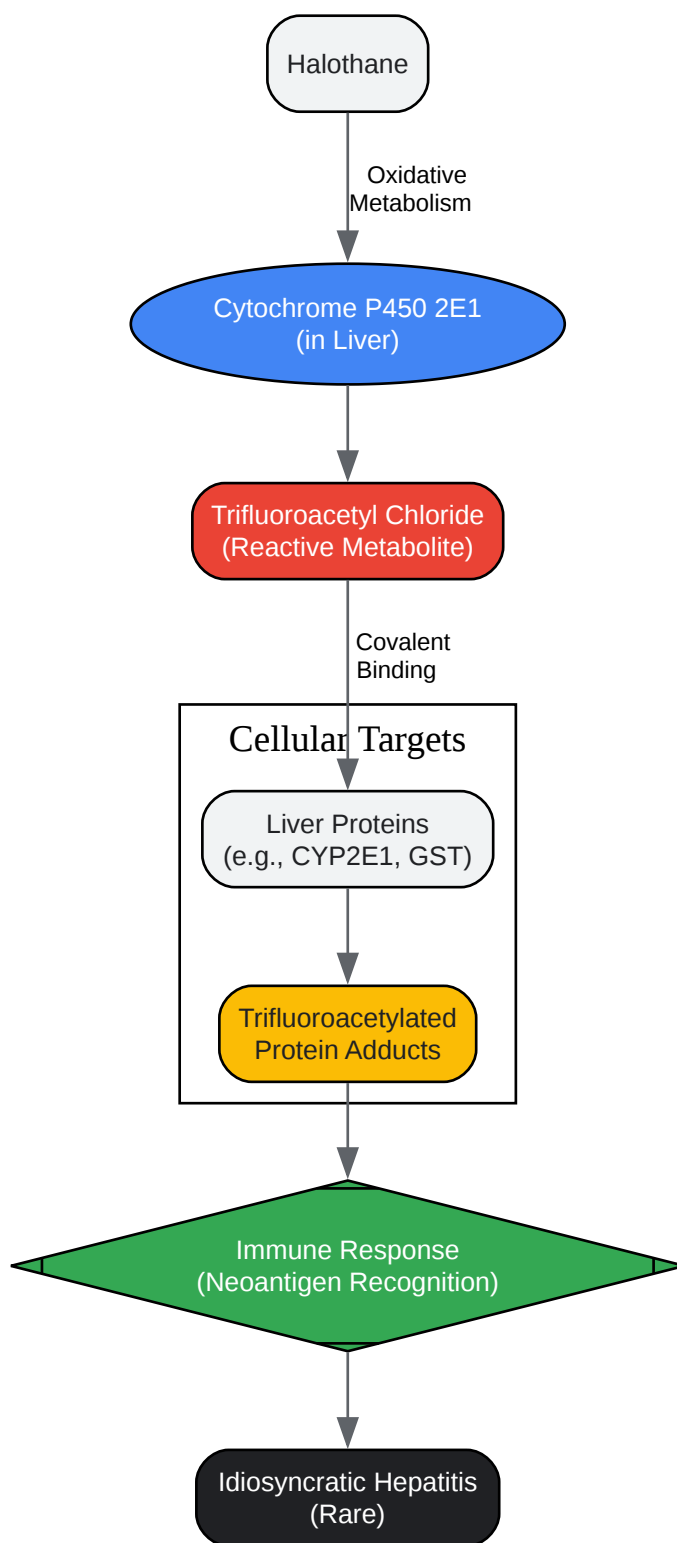 Halothane
Oxidative
Metabolism
Cytochrome P450 2E1
(in Liver)
Trifluoroacetyl Chloride
(Reactive Metabolite)
Covalent
Binding
Cellular Targets
Liver Proteins
(e.g., CYP2E1, GST)
Trifluoroacetylated
Protein Adducts
Immune Response
(Neoantigen Recognition)
Idiosyncratic Hepatitis
(Rare)